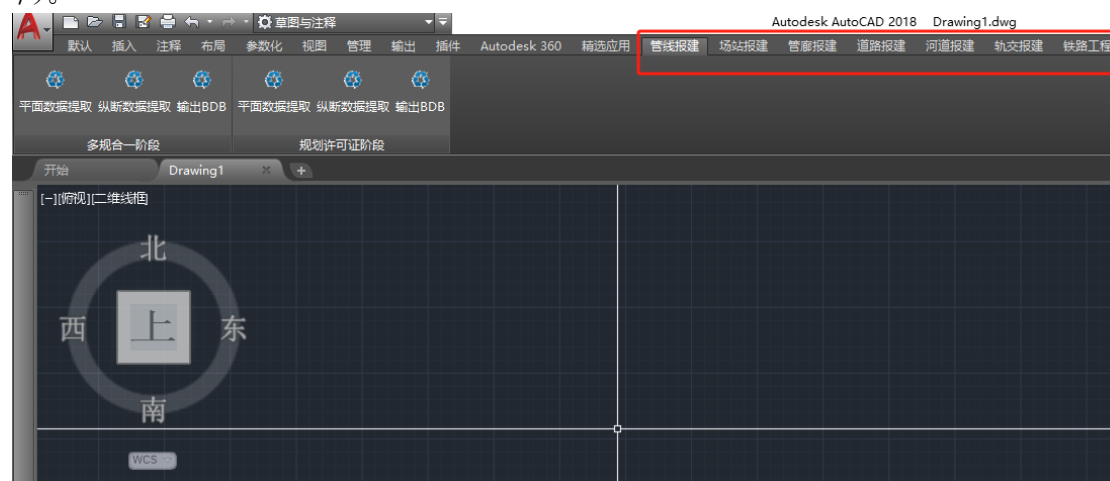 草图与注释 Autodesk AutoCAD 2018 Drawing1.dwg
默认 插入 注释 布局 参数化 视图 管理 输出 插件 Autodesk 360 精选应用 管线报建 场站报建 管廊报建 道路报建 河道报建 轨交报建 铁路工程
平面数据提取 纵断数据提取 输出BDB 平面数据提取 纵断数据提取 输出BDB
多规合一阶段 规划许可证阶段
开始 Drawing1
[-][俯视][二维线框]
北
西 上 东
南
WCS